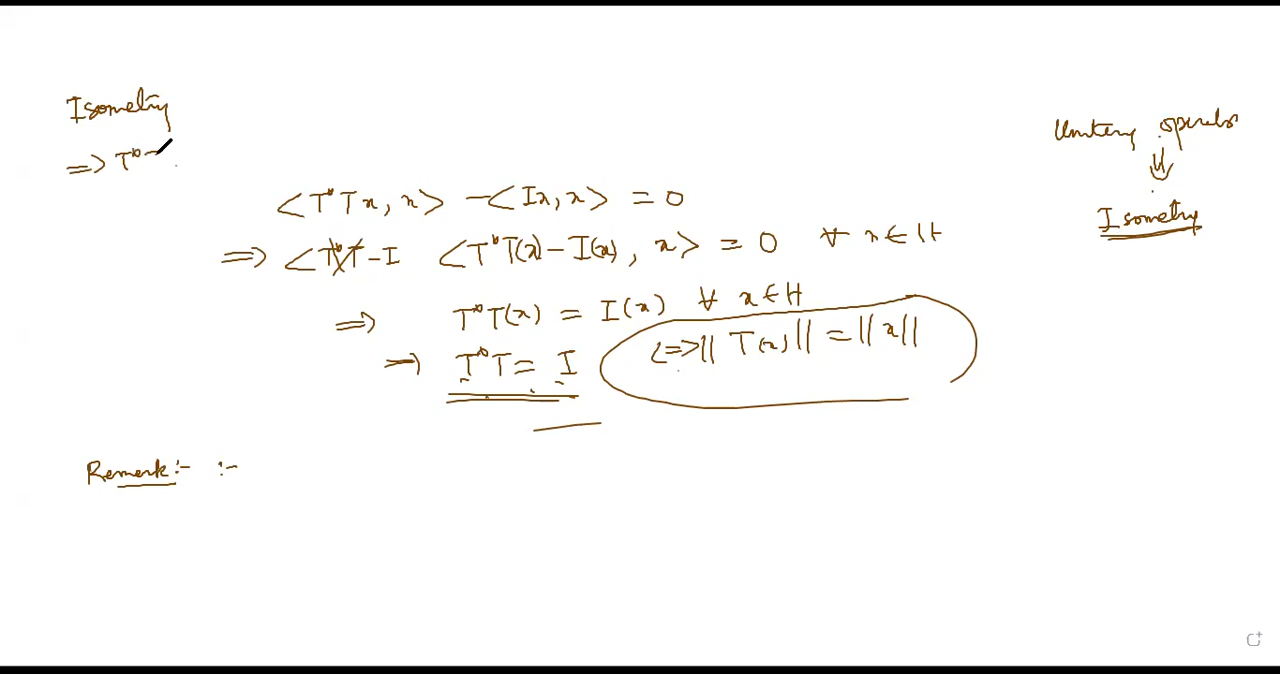 Isometry
=> T* -
<T*Tx, x> - <Ix, x> = 0
=> <T*T - I <T*T(x) - I(x), x> = 0 ∀ x ∈ H
=> T*T(x) = I(x) ∀ x ∈ H
=> T*T = I <=> || T(x) || = || x ||
Remark :- :-
Unitary operator
⇓
Isometry